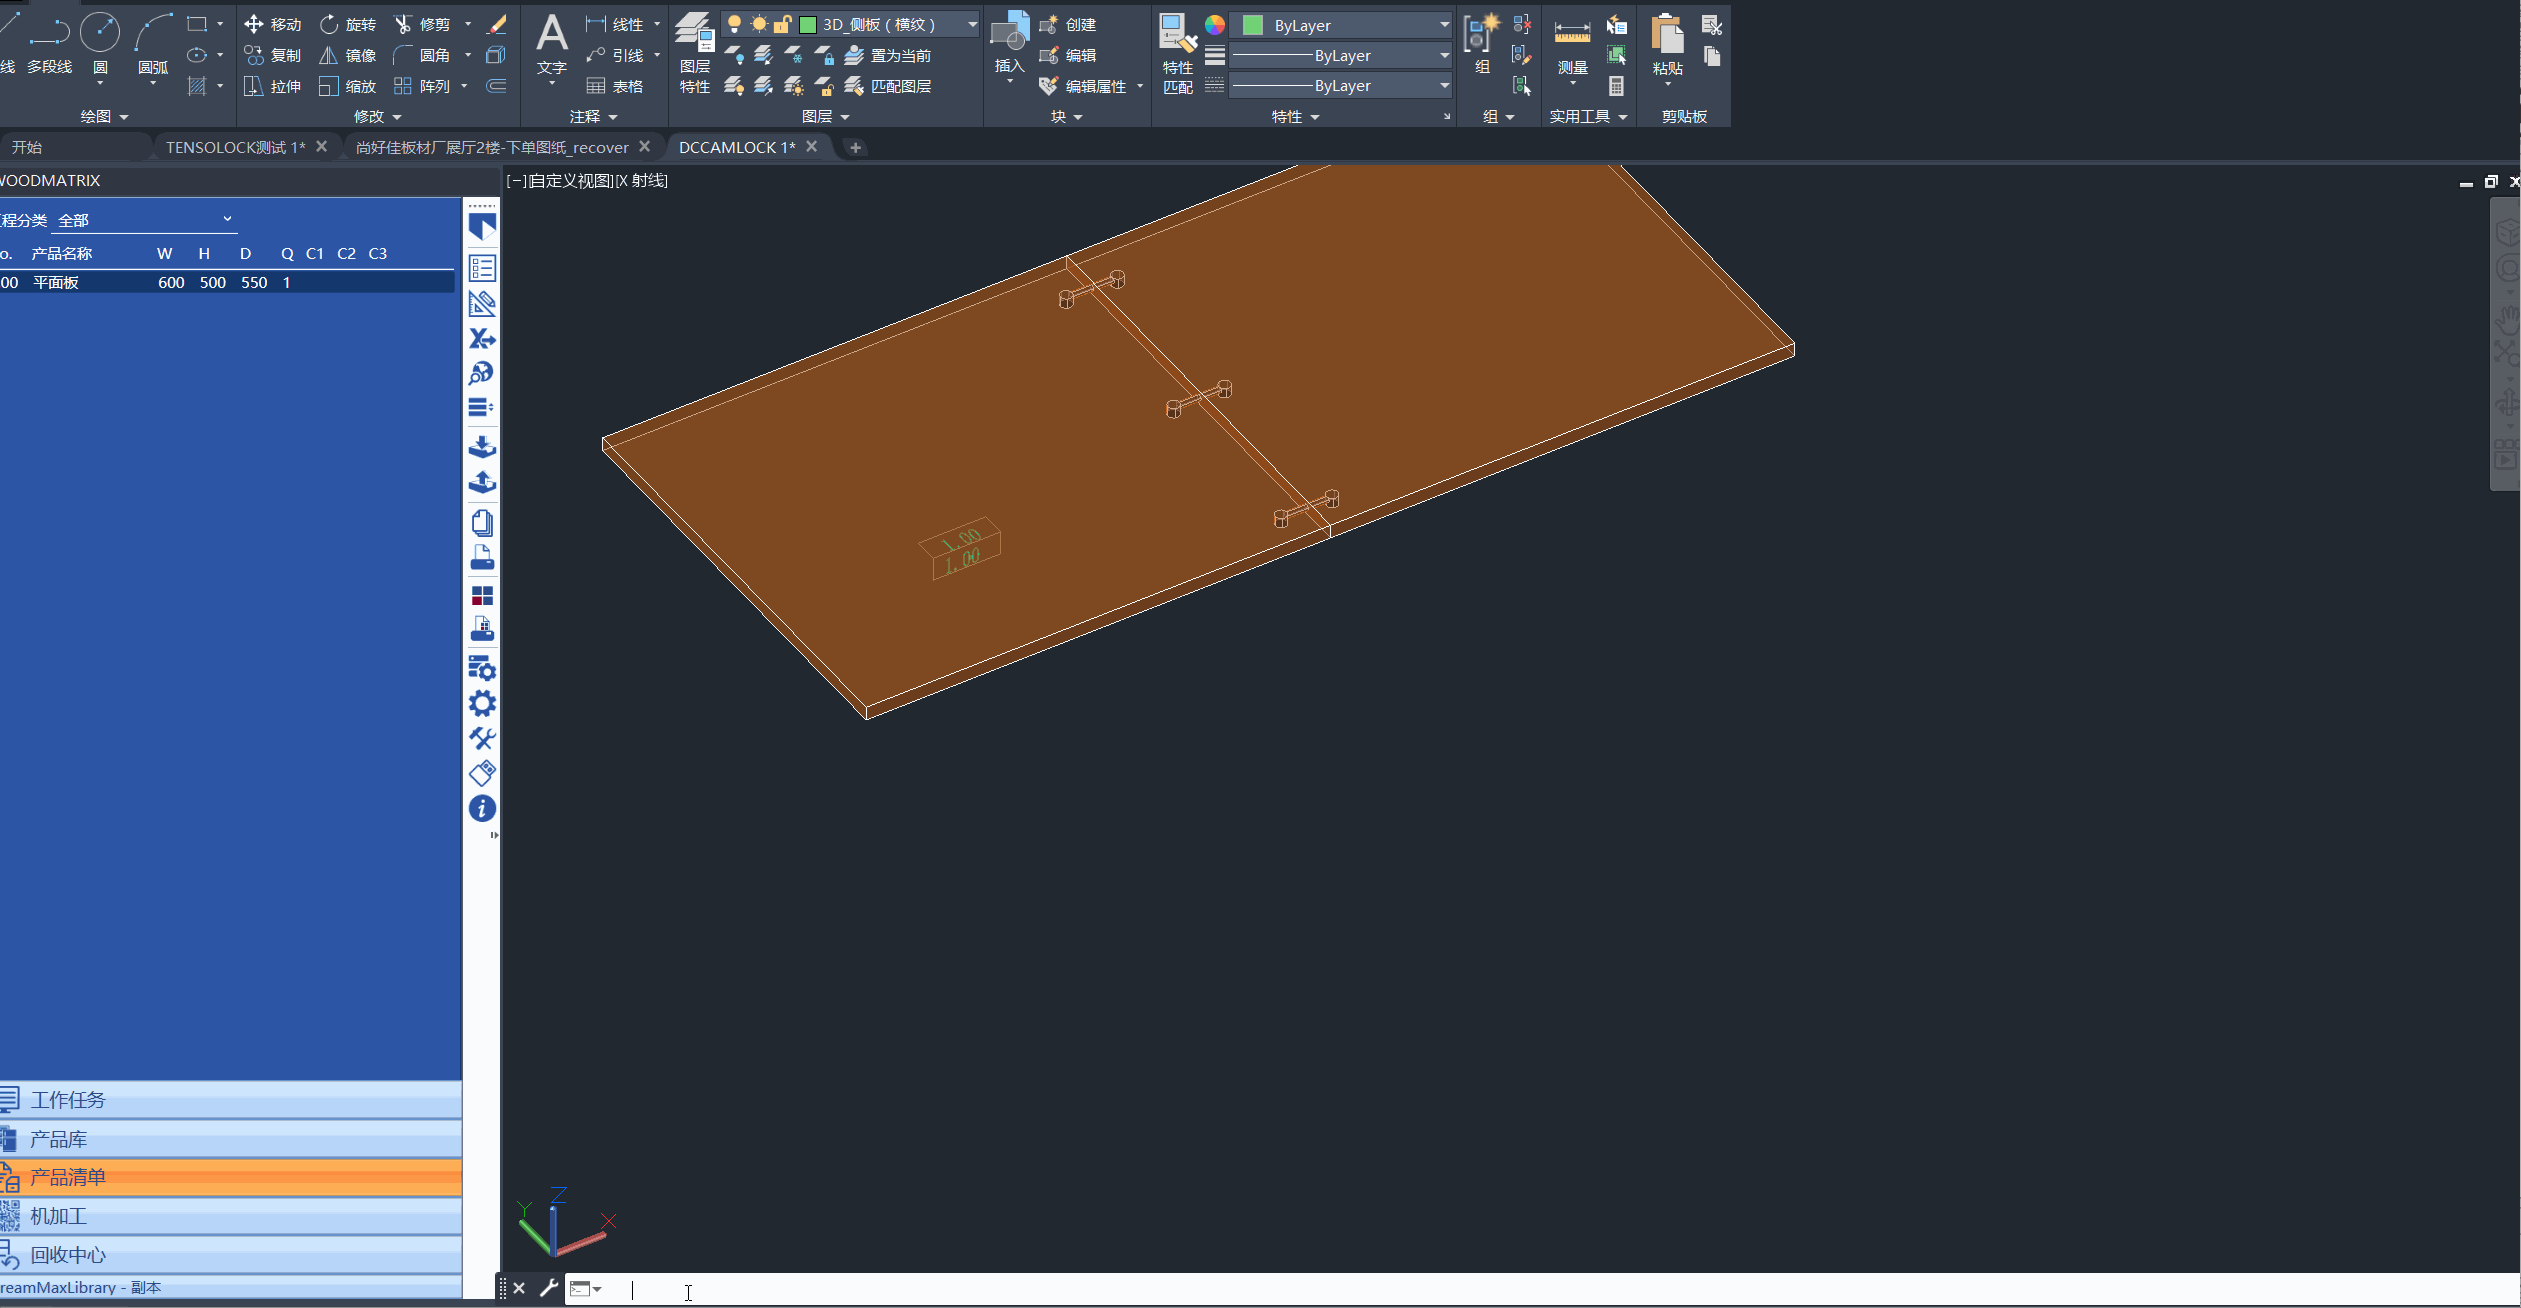 移动 旋转 修剪
线性
3D_侧板（横纹）
创建
ByLayer
线 多段线 圆 圆弧
复制 镜像 圆角
文字
引线
图层
特性
置为当前
插入
编辑
特性
匹配
ByLayer
组
测量
粘贴
拉伸 缩放 阵列
表格
匹配图层
编辑属性
ByLayer
绘图 修改 注释 图层 块 特性 组 实用工具 剪贴板
开始 TENSOLOCK测试 1* 尚好佳板材厂展厅2楼-下单图纸_recover DCCAMLOCK 1*
WOODMATRIX
[−][自定义视图][X 射线]
程分类 全部
o. 产品名称 W H D Q C1 C2 C3
00 平面板 600 500 550 1
1.00
1.00
工作任务
产品库
产品清单
机加工
回收中心
reamMaxLibrary - 副本
Y Z X